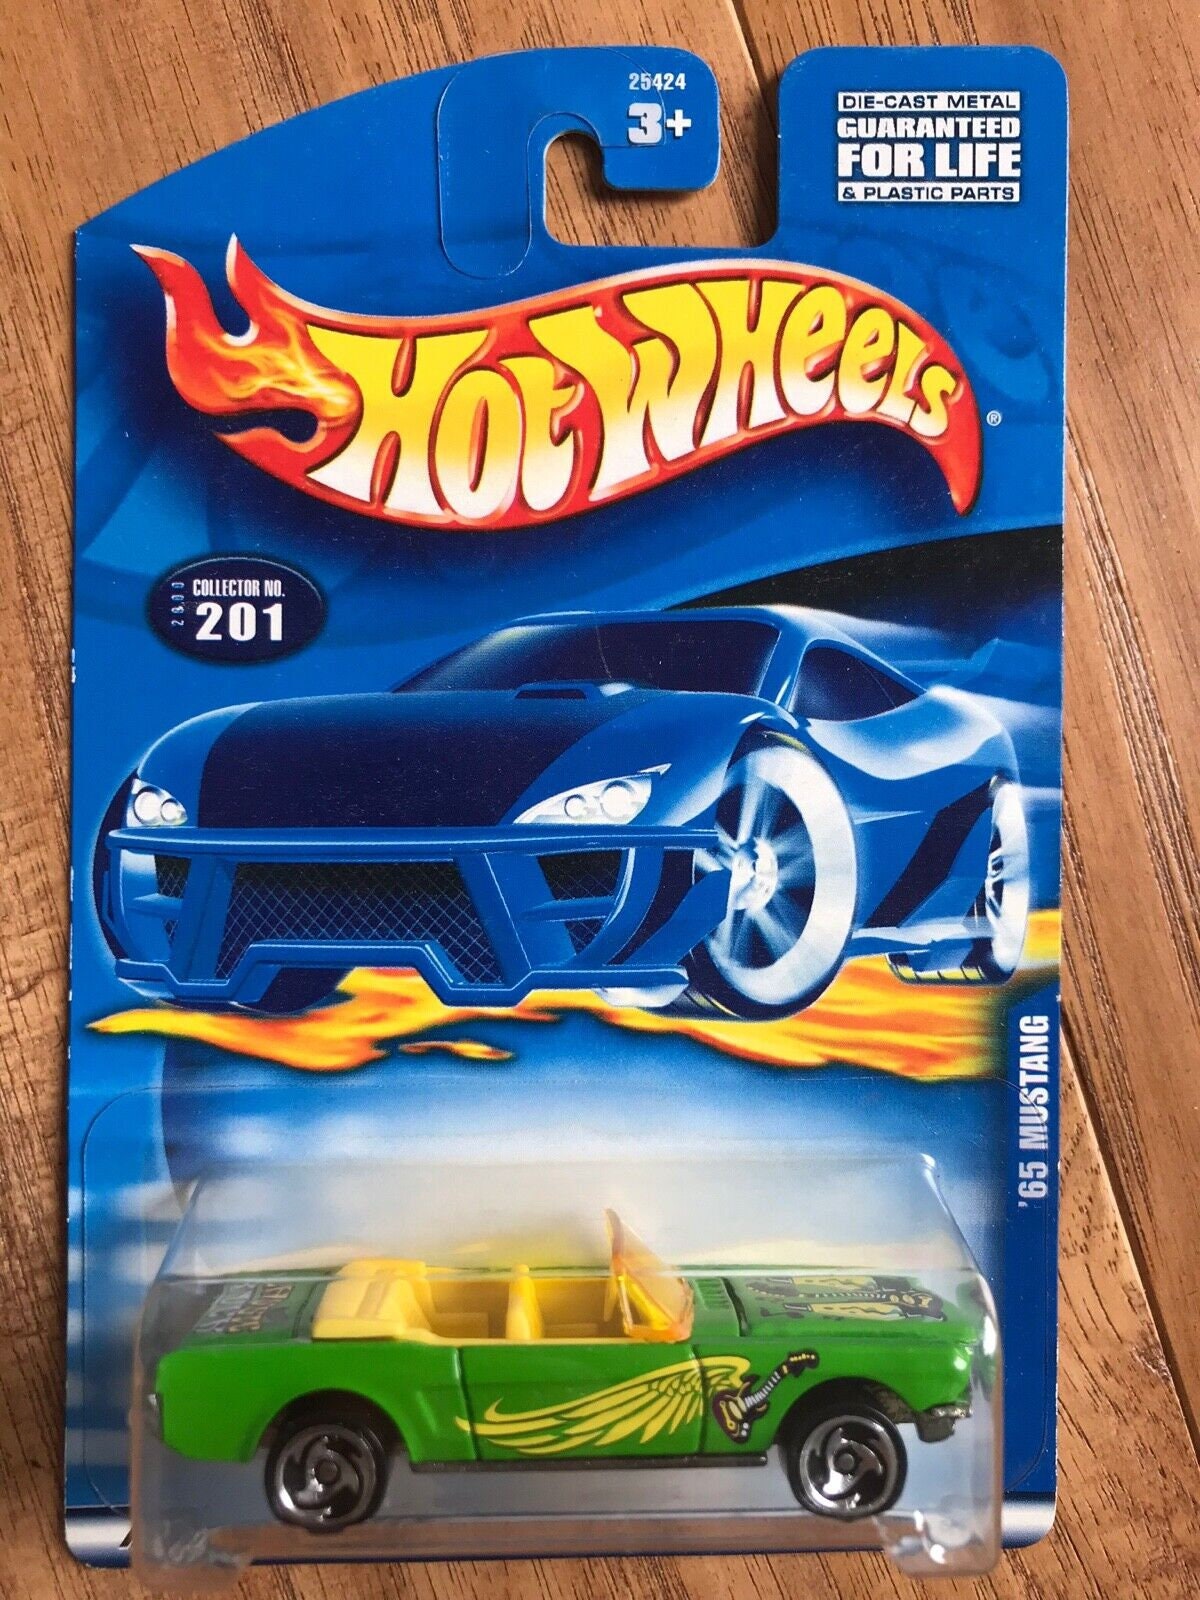 25424
3+
DIE-CAST METAL
GUARANTEED
FOR LIFE
& PLASTIC PARTS
HOT WHEELS®
COLLECTOR NO.
201
'65 MUSTANG